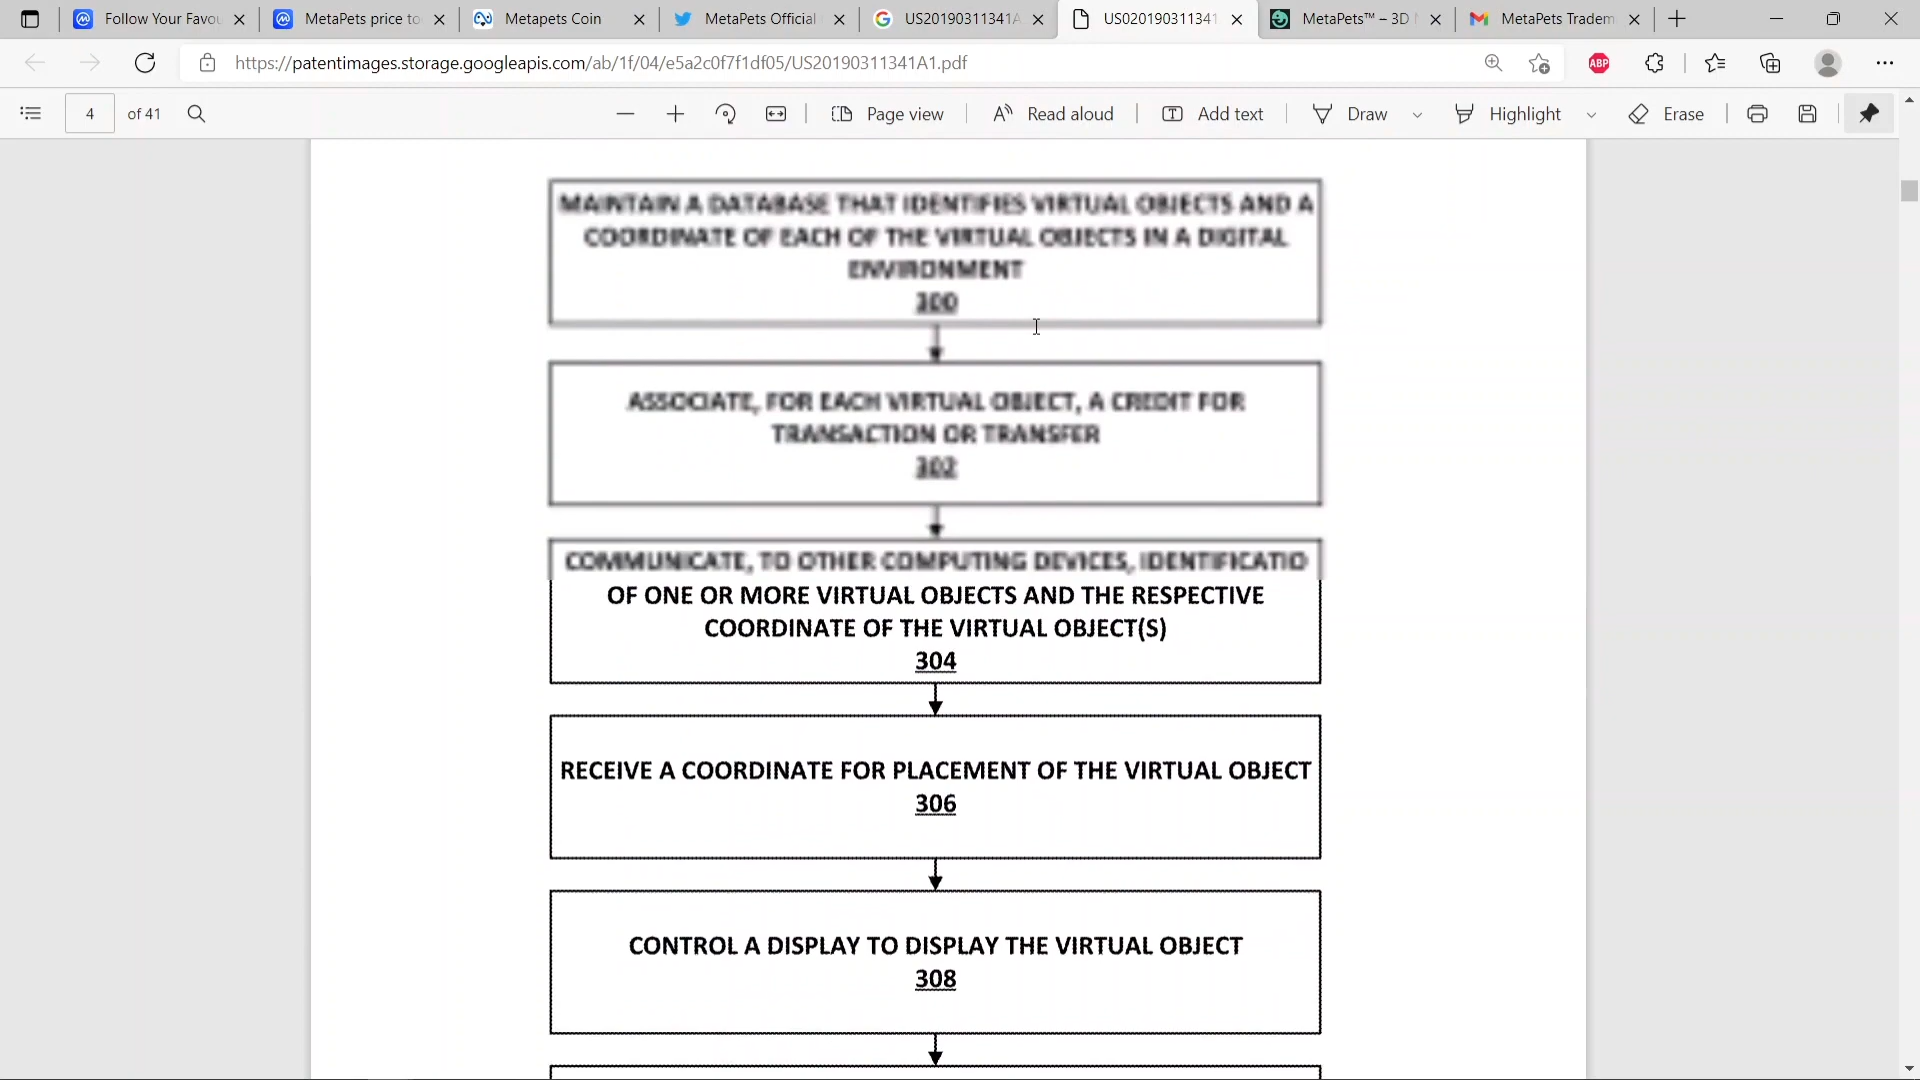 Follow Your Favou
MetaPets price to
Metapets Coin
MetaPets Official
US20190311341A
US020190311341
MetaPets™ – 3D
MetaPets Tradem
https://patentimages.storage.googleapis.com/ab/1f/04/e5a2c0f7f1df05/US20190311341A1.pdf
ABP
4 of 41
Page view
Read aloud
Add text
Draw
Highlight
Erase
MAINTAIN A DATABASE THAT IDENTIFIES VIRTUAL OBJECTS AND A
COORDINATE OF EACH OF THE VIRTUAL OBJECTS IN A DIGITAL
ENVIRONMENT
300
ASSOCIATE, FOR EACH VIRTUAL OBJECT, A CREDIT FOR
TRANSACTION OR TRANSFER
302
COMMUNICATE, TO OTHER COMPUTING DEVICES, IDENTIFICATIO
OF ONE OR MORE VIRTUAL OBJECTS AND THE RESPECTIVE
COORDINATE OF THE VIRTUAL OBJECT(S)
304
RECEIVE A COORDINATE FOR PLACEMENT OF THE VIRTUAL OBJECT
306
CONTROL A DISPLAY TO DISPLAY THE VIRTUAL OBJECT
308